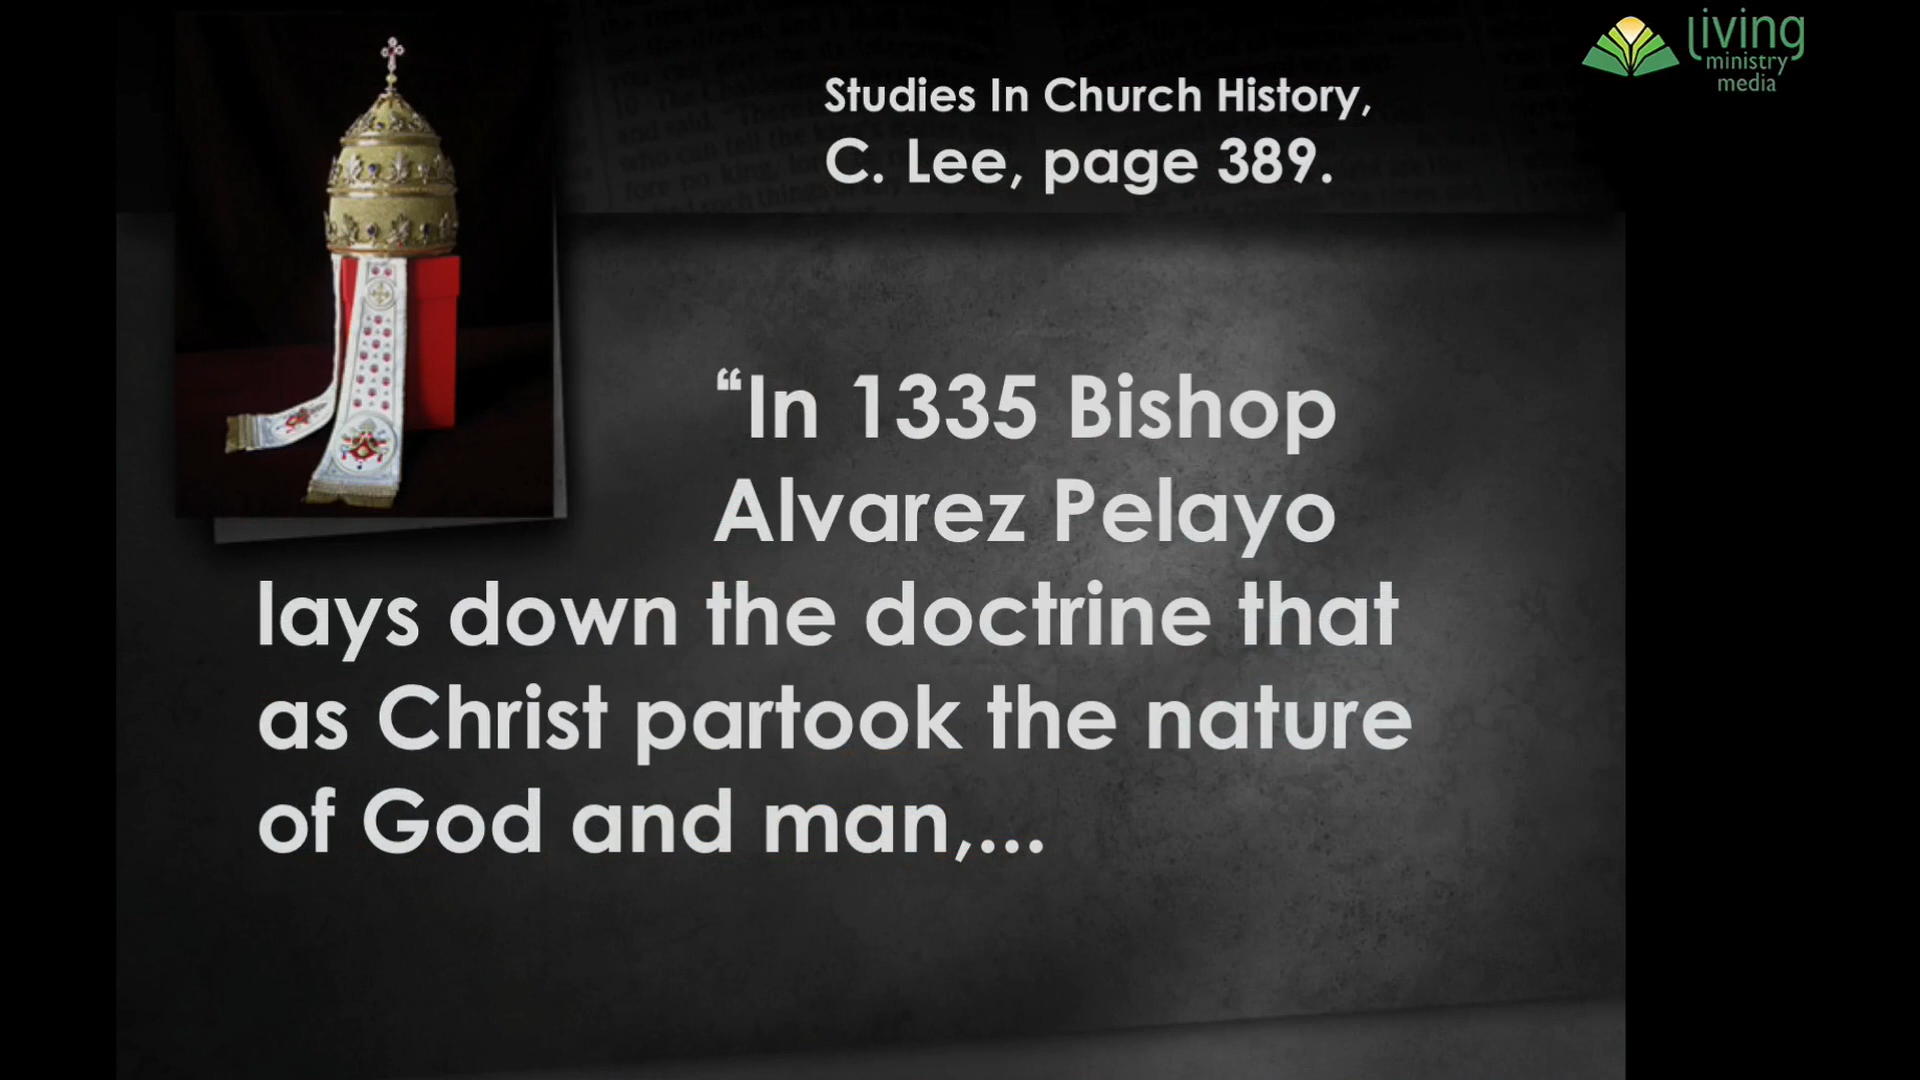 living
ministry
media
Studies In Church History,
C. Lee, page 389.
“In 1335 Bishop
Alvarez Pelayo
lays down the doctrine that
as Christ partook the nature
of God and man,...